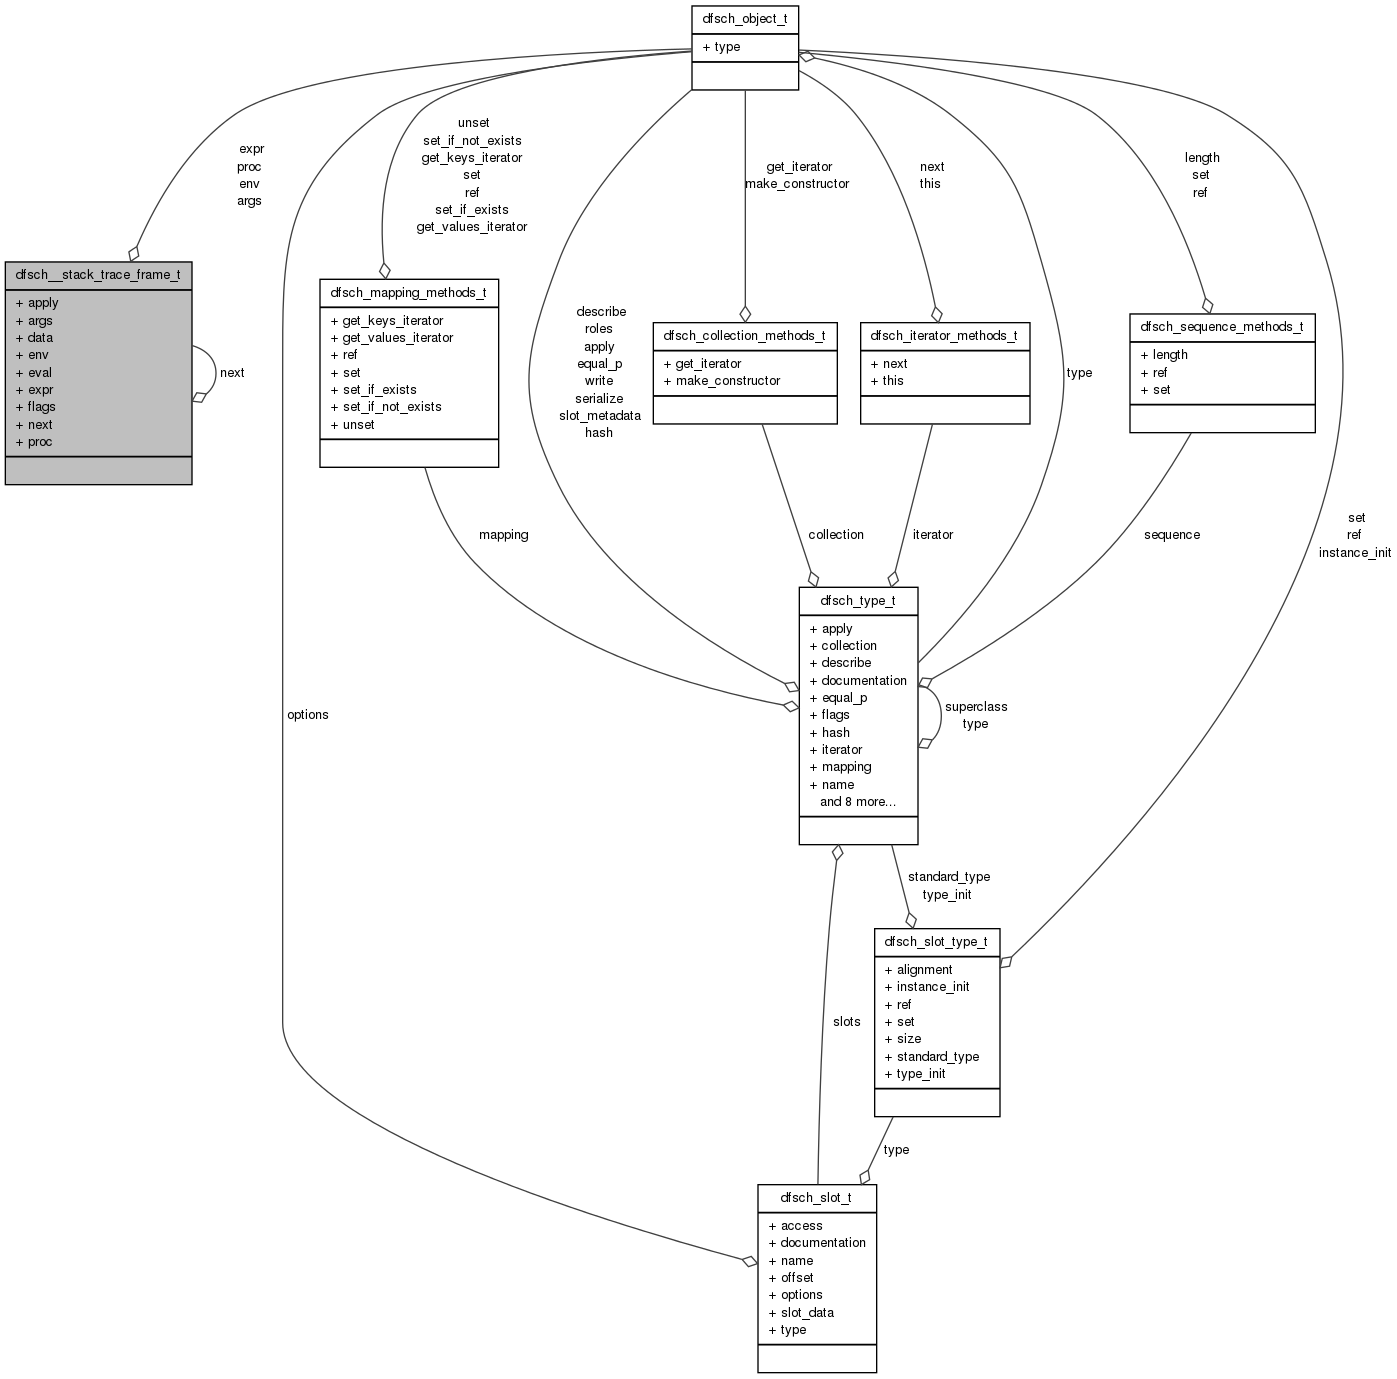 dfsch_object_t
+ type
expr
proc
env
args
unset
set_if_not_exists
get_keys_iterator
set
ref
set_if_exists
get_values_iterator
get_iterator
make_constructor
next
this
length
set
ref
dfsch__stack_trace_frame_t
+ apply
+ args
+ data
+ env
+ eval
+ expr
+ flags
+ next
+ proc
next
dfsch_mapping_methods_t
+ get_keys_iterator
+ get_values_iterator
+ ref
+ set
+ set_if_exists
+ set_if_not_exists
+ unset
describe
roles
apply
equal_p
write
serialize
slot_metadata
hash
dfsch_collection_methods_t
+ get_iterator
+ make_constructor
dfsch_iterator_methods_t
+ next
+ this
type
dfsch_sequence_methods_t
+ length
+ ref
+ set
mapping
collection
iterator
sequence
set
ref
instance_init
options
dfsch_type_t
+ apply
+ collection
+ describe
+ documentation
+ equal_p
+ flags
+ hash
+ iterator
+ mapping
+ name
and 8 more...
superclass
type
standard_type
type_init
slots
dfsch_slot_type_t
+ alignment
+ instance_init
+ ref
+ set
+ size
+ standard_type
+ type_init
type
dfsch_slot_t
+ access
+ documentation
+ name
+ offset
+ options
+ slot_data
+ type